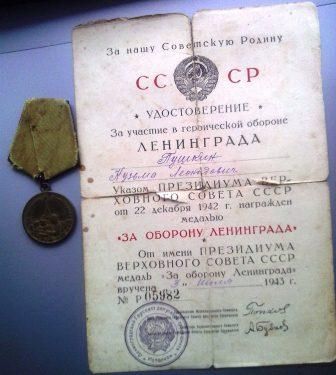 За нашу Советскую Родину
СС СР
УДОСТОВЕРЕНИЕ
За участие в героической обороне
ЛЕНИНГРАДА
Пушкин
Кузьма
Указом ПРЕЗИДИУМА ВЕР-
ХОВНОГО СОВЕТА СССР
от 22 декабря 1942 г. награжден
медалью
«ЗА ОБОРОНУ ЛЕНИНГРАДА»
От имени ПРЕЗИДИУМА
ВЕРХОВНОГО СОВЕТА СССР
медаль «За оборону Ленинграда»
вручена 1943 г.
№ Р 05982